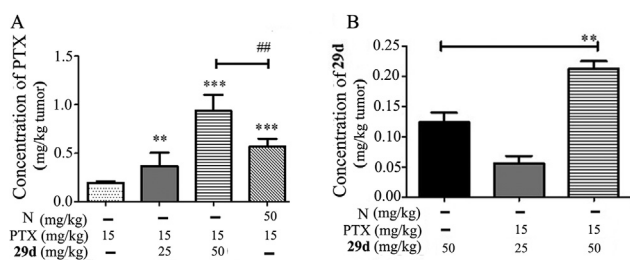 A
Concentration of PTX
(mg/kg tumor)
1.5
1.0
0.5
0.0
**
***
***
##
N (mg/kg) – – – 50
PTX (mg/kg) 15 15 15 15
29d (mg/kg) – 25 50 –
B
Concentration of 29d
(mg/kg tumor)
0.25
0.20
0.15
0.10
0.05
0.00
**
N (mg/kg) – – –
PTX (mg/kg) – 15 15
29d (mg/kg) 50 25 50